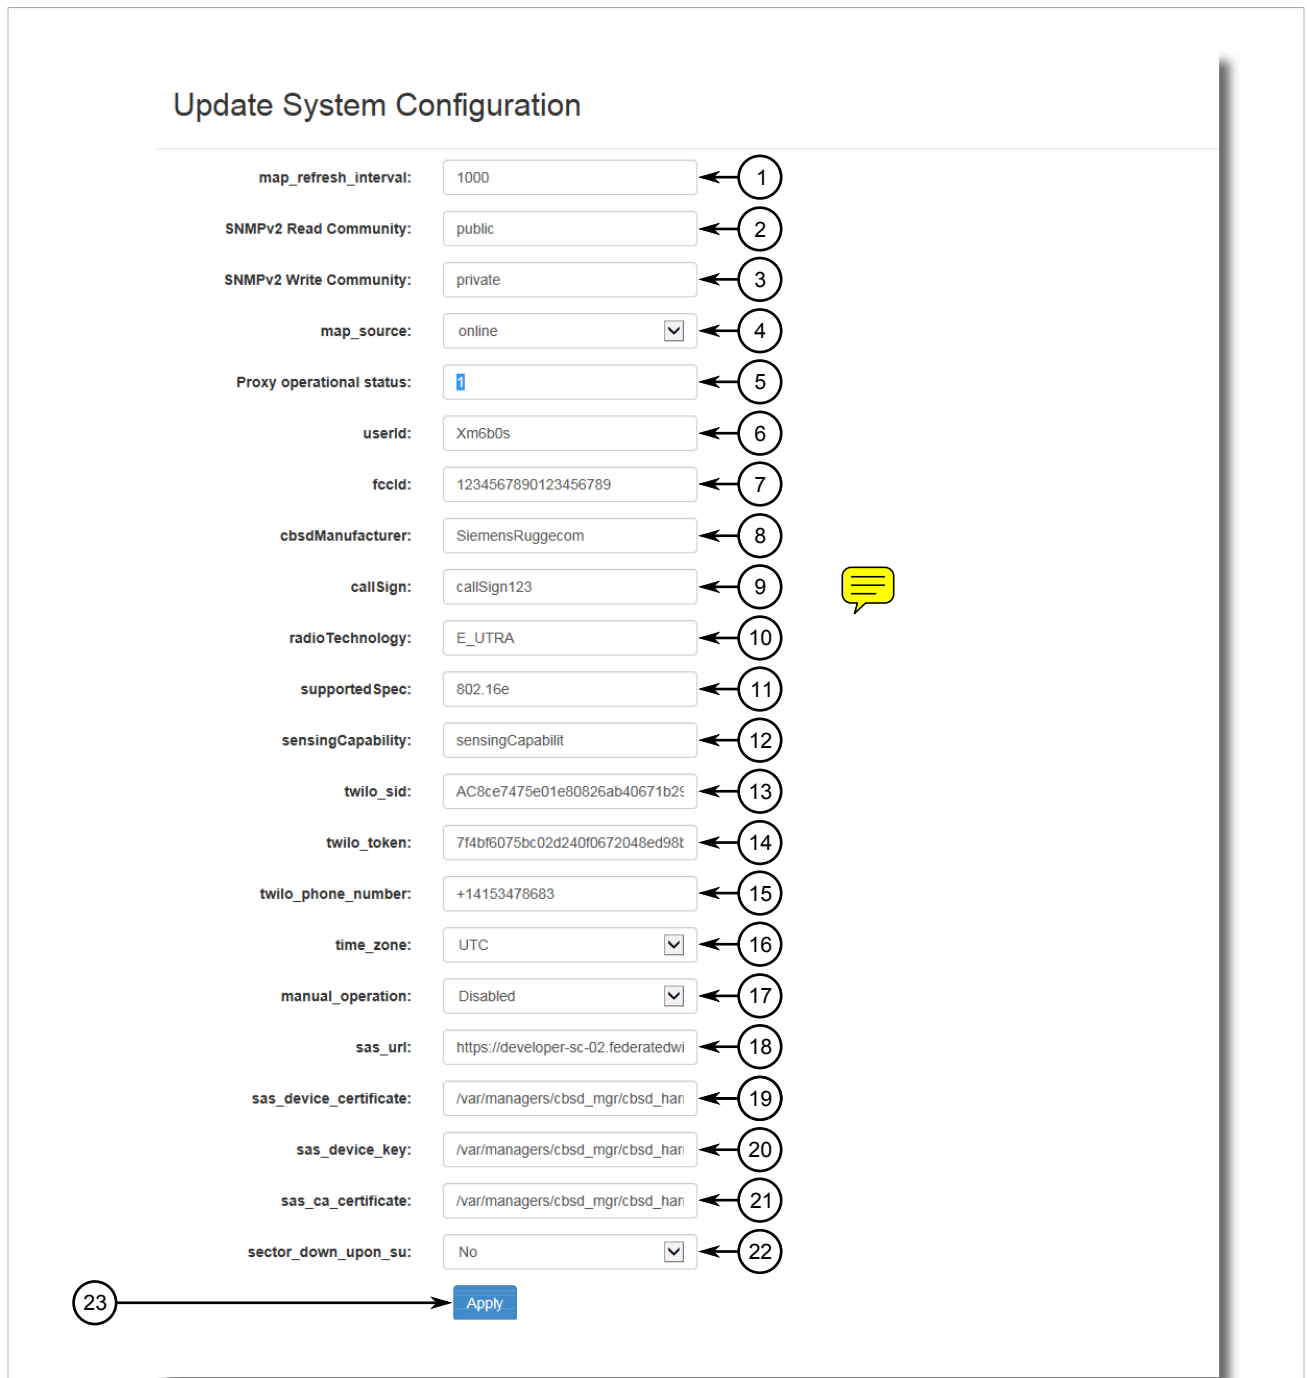 Update System Configuration
map_refresh_interval: 1000 1
SNMPv2 Read Community: public 2
SNMPv2 Write Community: private 3
map_source: online 4
Proxy operational status: 1 5
userId: Xm6b0s 6
fccId: 1234567890123456789 7
cbsdManufacturer: SiemensRuggecom 8
callSign: callSign123 9
radioTechnology: E_UTRA 10
supportedSpec: 802.16e 11
sensingCapability: sensingCapabilit 12
twilo_sid: AC8ce7475e01e80826ab40671b29 13
twilo_token: 7f4bf6075bc02d240f0672048ed98b 14
twilo_phone_number: +14153478683 15
time_zone: UTC 16
manual_operation: Disabled 17
sas_url: https://developer-sc-02.federatedwi 18
sas_device_certificate: /var/managers/cbsd_mgr/cbsd_har 19
sas_device_key: /var/managers/cbsd_mgr/cbsd_har 20
sas_ca_certificate: /var/managers/cbsd_mgr/cbsd_har 21
sector_down_upon_su: No 22
23 Apply